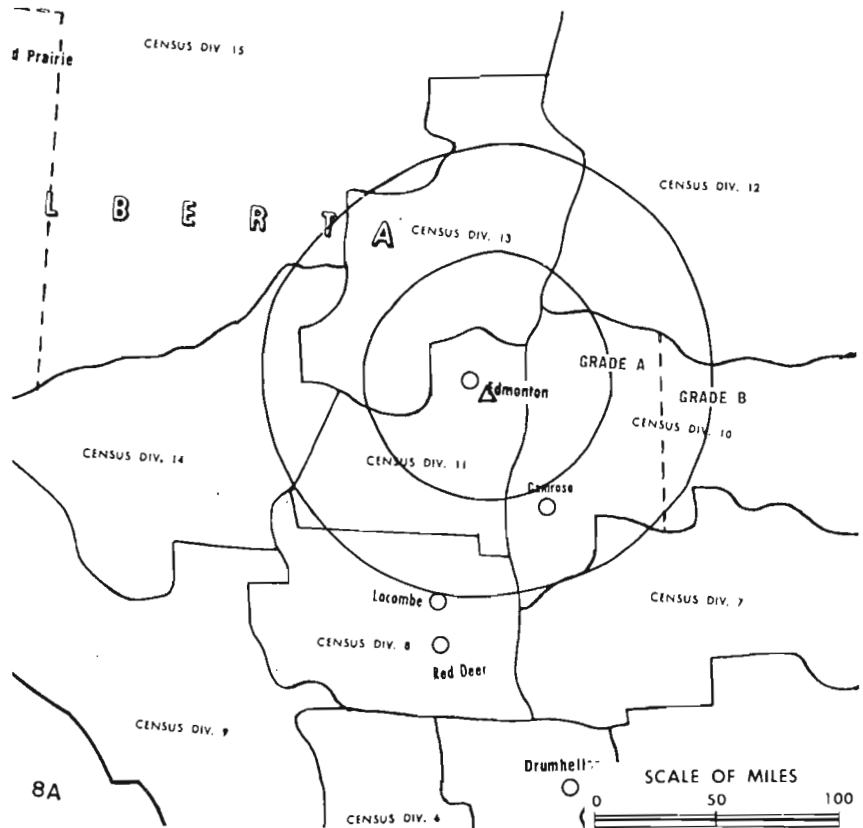 CENSUS DIV. 15
d Prairie
CENSUS DIV. 12
L B E R T A
CENSUS DIV. 13
GRADE A
Edmonton
GRADE B
CENSUS DIV. 10
CENSUS DIV. 14
CENSUS DIV. 11
Camrose
Lacombe
CENSUS DIV. 7
CENSUS DIV. 8
Red Deer
CENSUS DIV. 9
8A
SCALE OF MILES
0 50 100
CENSUS DIV. 6